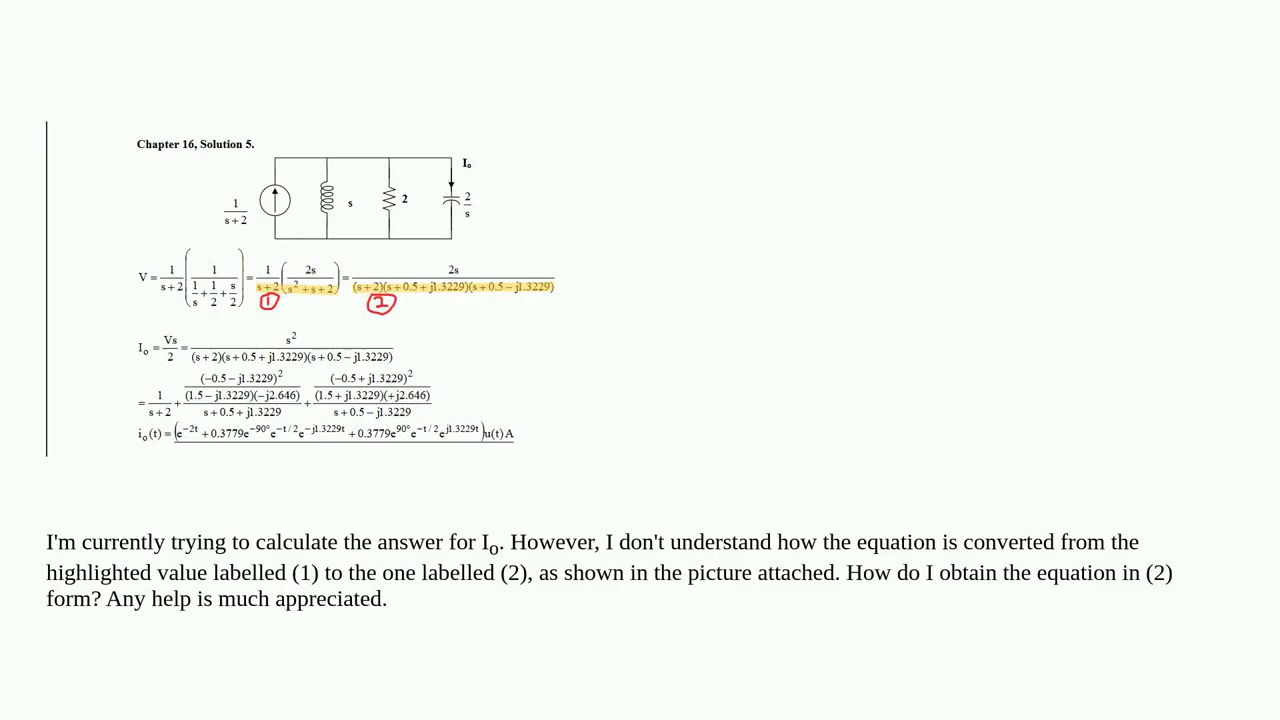 Chapter 16, Solution 5.
I₀
1/(s+2)
s
2
2/s
V = 1/(s+2) ( 1/(1/s + 1/2 + s/2) ) = 1/(s+2) ( 2s/(s² + s + 2) ) = 2s/((s+2)(s+0.5+j1.3229)(s+0.5−j1.3229))
1 2
I₀ = Vs/2 = s²/((s+2)(s+0.5+j1.3229)(s+0.5−j1.3229))
= 1/(s+2) + ((−0.5−j1.3229)²/((1.5−j1.3229)(−j2.646)))/(s+0.5+j1.3229) + ((−0.5+j1.3229)²/((1.5+j1.3229)(+j2.646)))/(s+0.5−j1.3229)
i₀(t) = (e^−2t + 0.3779e^−90° e^−t/2 e^−j1.3229t + 0.3779e^90° e^−t/2 e^j1.3229t) u(t) A
I'm currently trying to calculate the answer for I₀. However, I don't understand how the equation is converted from the
highlighted value labelled (1) to the one labelled (2), as shown in the picture attached. How do I obtain the equation in (2)
form? Any help is much appreciated.